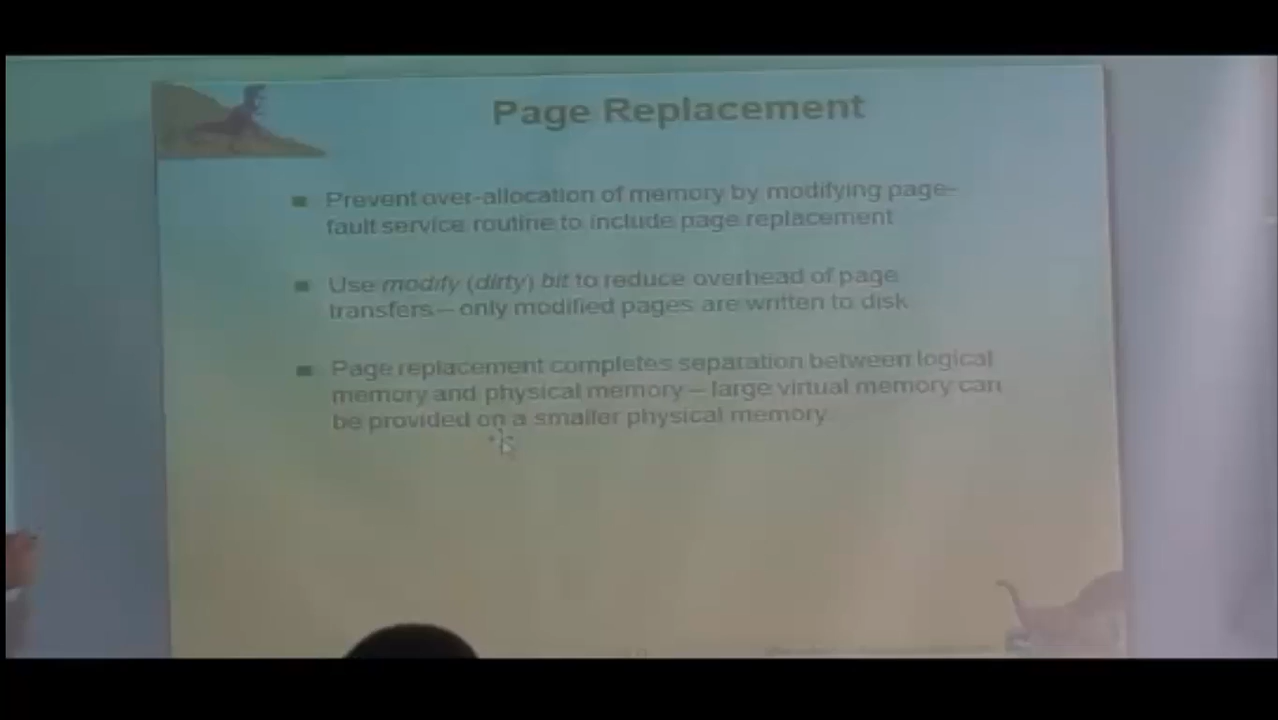 Page Replacement
Prevent over-allocation of memory by modifying page-
fault service routine to include page replacement
Use modify (dirty) bit to reduce overhead of page
transfers – only modified pages are written to disk
Page replacement completes separation between logical
memory and physical memory – large virtual memory can
be provided on a smaller physical memory